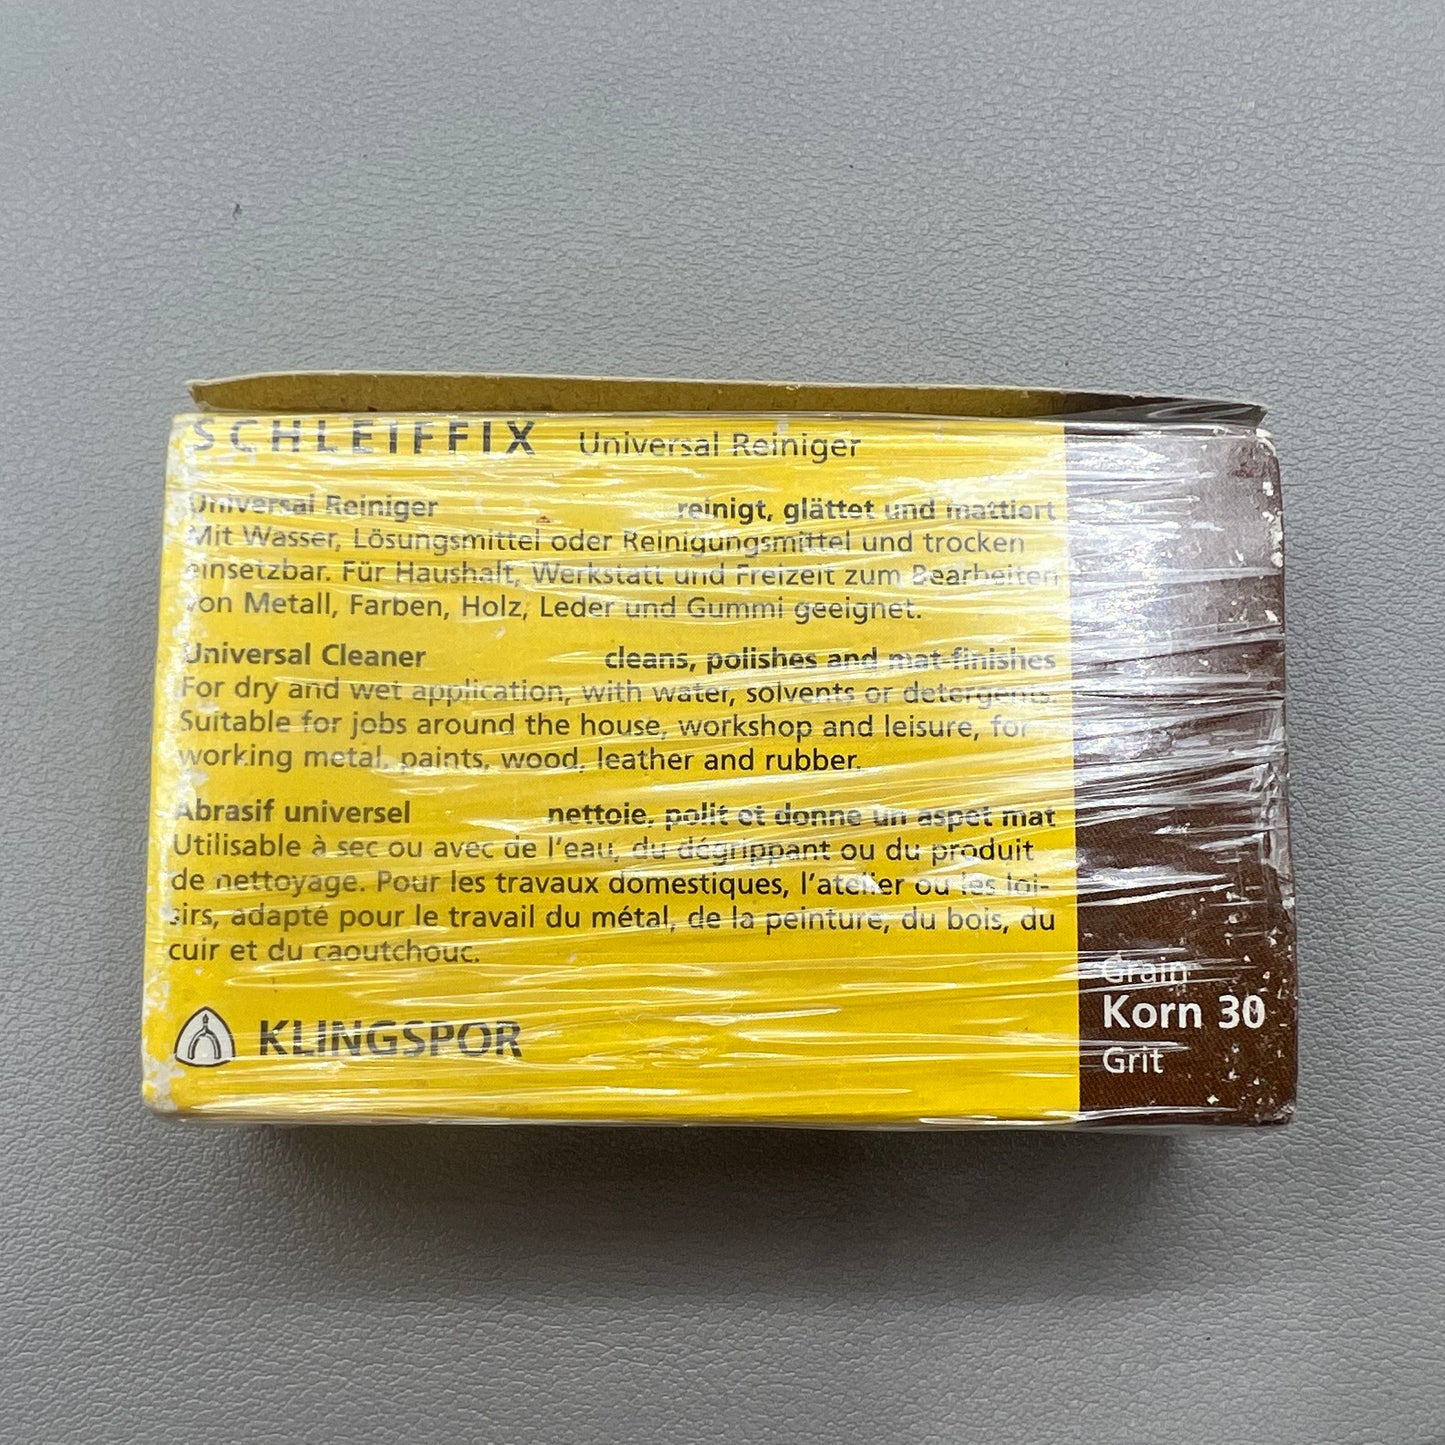 SCHLEIFFIX Universal Reiniger
Universal Reiniger reinigt, glättet und mattiert
Mit Wasser, Lösungsmittel oder Reinigungsmittel und trocken
einsetzbar. Für Haushalt, Werkstatt und Freizeit zum Bearbeiten
von Metall, Farben, Holz, Leder und Gummi geeignet.
Universal Cleaner cleans, polishes and mat-finishes
For dry and wet application, with water, solvents or detergents.
Suitable for jobs around the house, workshop and leisure, for
working metal, paints, wood, leather and rubber.
Abrasif universel nettoie, polit et donne un aspet mat
Utilisable à sec ou avec de l'eau, du dégrippant ou du produit
de nettoyage. Pour les travaux domestiques, l'atelier ou les loi-
sirs, adapté pour le travail du métal, de la peinture, du bois, du
cuir et du caoutchouc.
KLINGSPOR
Grain
Korn 30
Grit